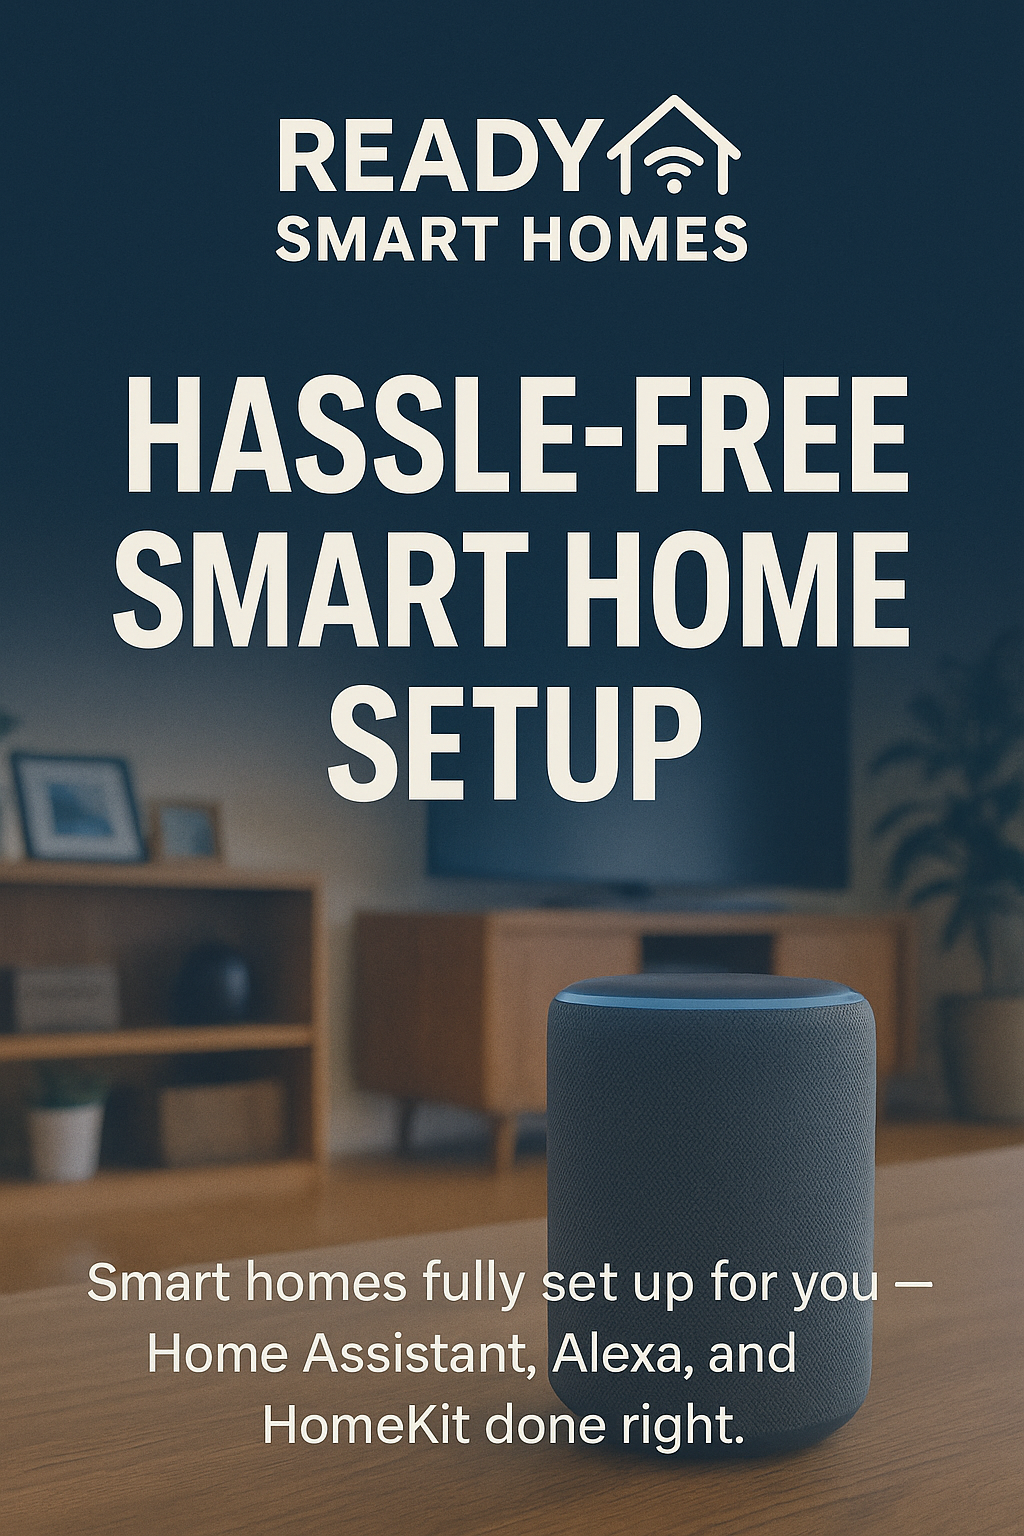 READY
SMART HOMES
HASSLE-FREE
SMART HOME
SETUP
Smart homes fully set up for you —
Home Assistant, Alexa, and
HomeKit done right.